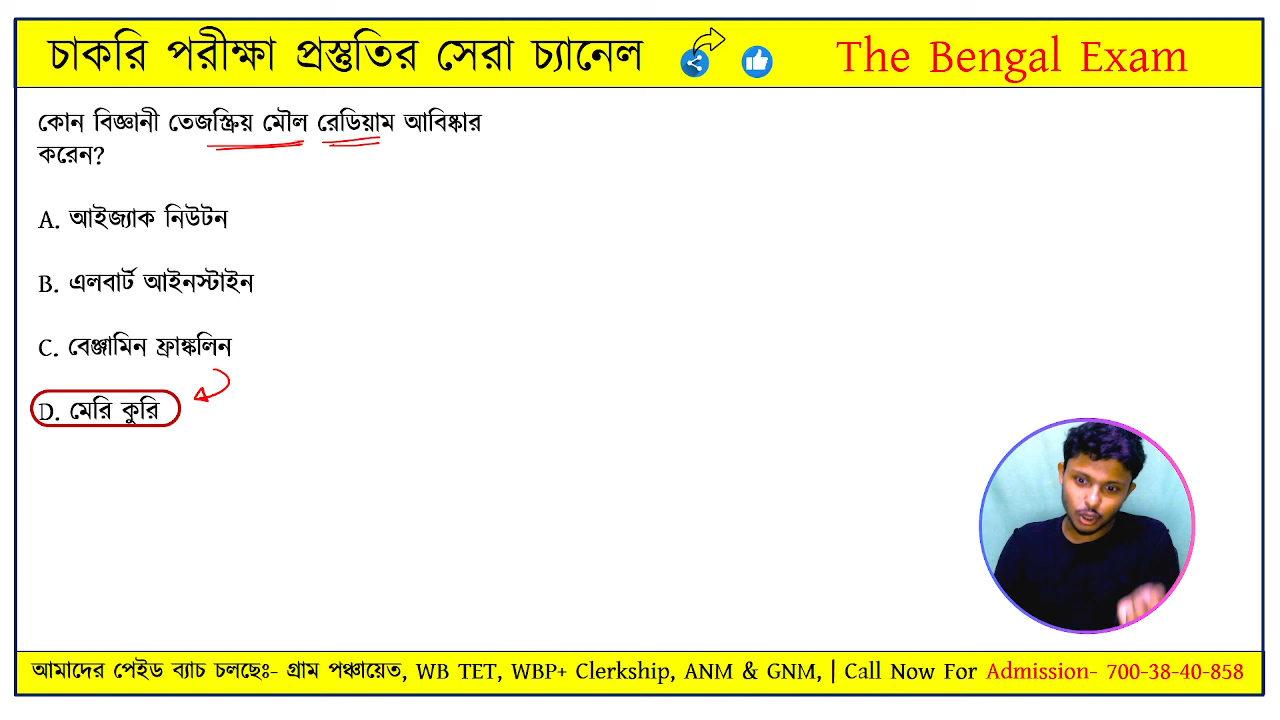 চাকরি পরীক্ষা প্রস্তুতির সেরা চ্যানেল The Bengal Exam
কোন বিজ্ঞানী তেজস্ক্রিয় মৌল রেডিয়াম আবিষ্কার
করেন?
A. আইজ্যাক নিউটন
B. এলবার্ট আইনস্টাইন
C. বেঞ্জামিন ফ্রাঙ্কলিন
D. মেরি কুরি
আমাদের পেইড ব্যাচ চলছেঃ- গ্রাম পঞ্চায়েত, WB TET, WBP+ Clerkship, ANM & GNM, | Call Now For Admission- 700-38-40-858